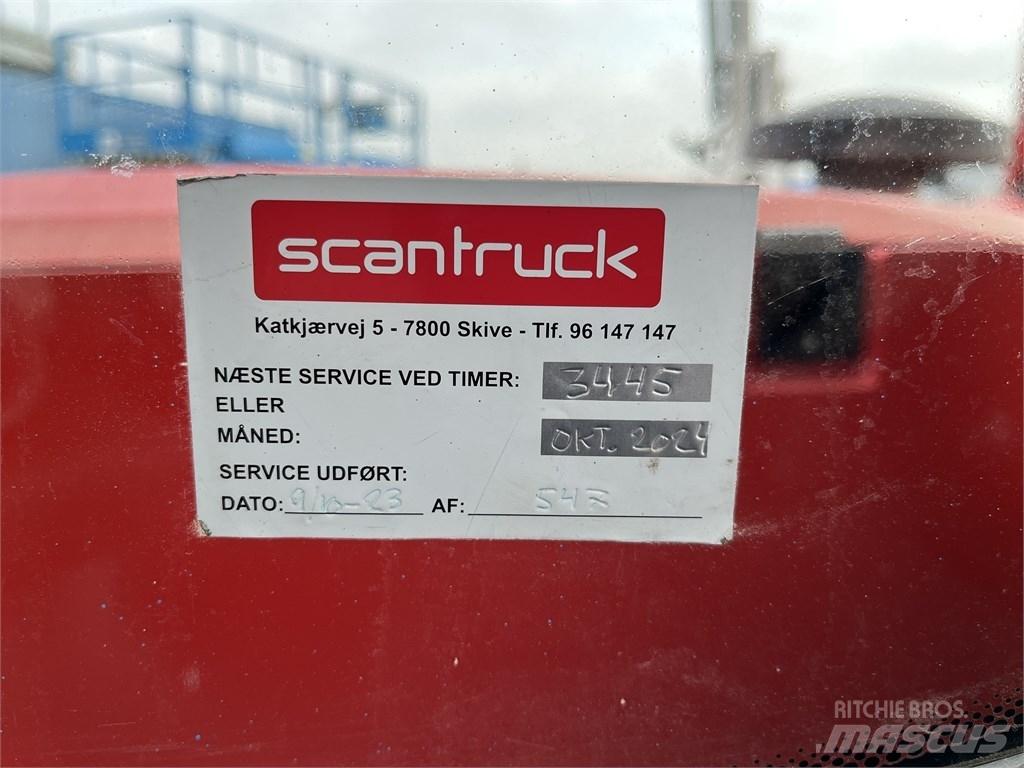 scantruck
Katkjærvej 5 - 7800 Skive - Tlf. 96 147 147
NÆSTE SERVICE VED TIMER: 3445
ELLER
MÅNED: OKT. 2024
SERVICE UDFØRT:
DATO: 9/10-23 AF: 547
RITCHIE BROS.
MASCUS